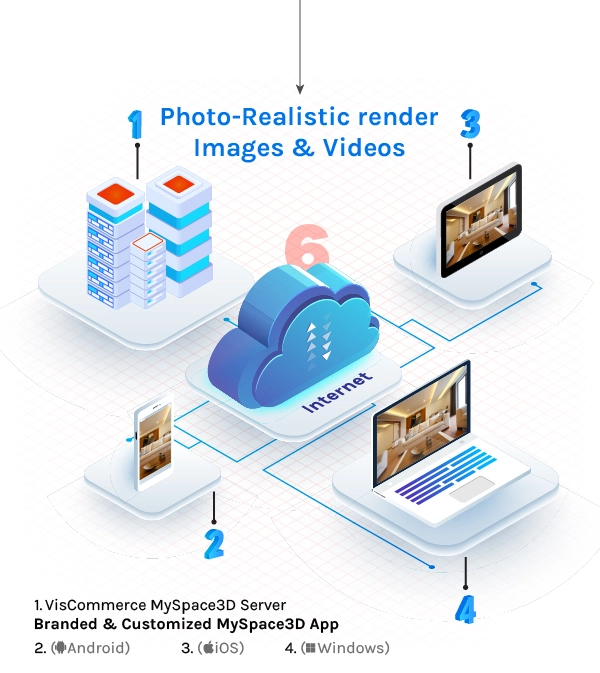 1
Photo-Realistic render
Images & Videos
3
6
Internet
2
4
1. VisCommerce MySpace3D Server
Branded & Customized MySpace3D App
2. (Android) 3. (iOS) 4. (Windows)